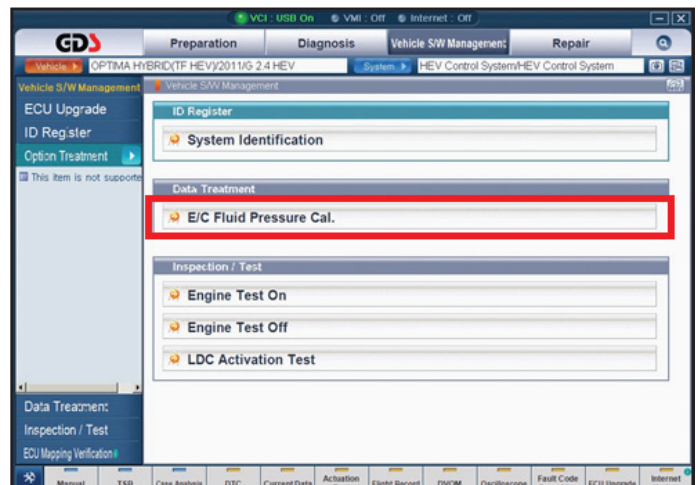 VCI : USB On VMI : Off Internet : Off
GDS Preparation Diagnosis Vehicle S/W Management Repair
Vehicle OPTIMA HYBRID(TF HEV)/2011/G 2.4 HEV System HEV Control System/HEV Control System
Vehicle S/W Management
Vehicle S/W Management
ECU Upgrade
ID Register
ID Register
System Identification
Option Treatment
This item is not supporte
Data Treatment
E/C Fluid Pressure Cal.
Inspection / Test
Engine Test On
Engine Test Off
LDC Activation Test
Data Treatment
Inspection / Test
ECU Mapping Verification
Manual TSB Case Analysis DTC Current Data Actuation Flight Record DVOM Oscilloscope Fault Code ECU Upgrade Internet